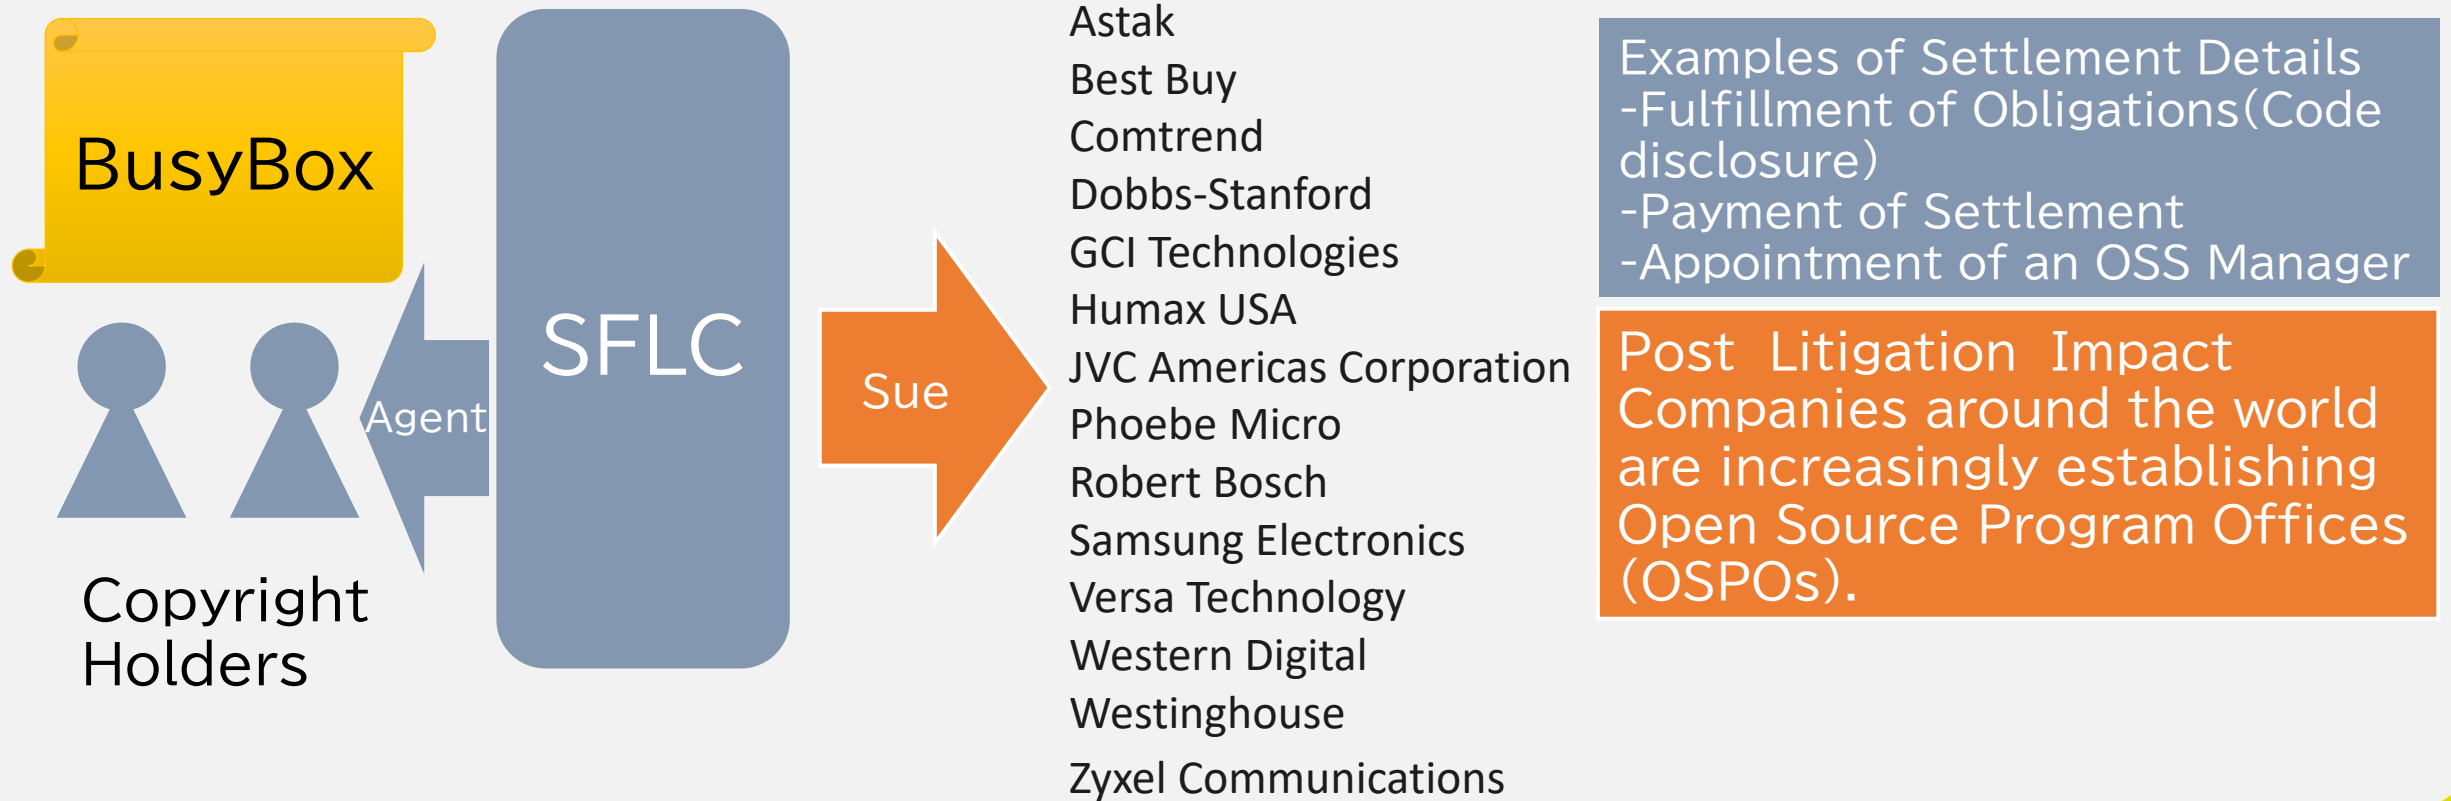 BusyBox
Copyright
Holders
Agent
SFLC
Sue
Astak
Best Buy
Comtrend
Dobbs-Stanford
GCI Technologies
Humax USA
JVC Americas Corporation
Phoebe Micro
Robert Bosch
Samsung Electronics
Versa Technology
Western Digital
Westinghouse
Zyxel Communications
Examples of Settlement Details
-Fulfillment of Obligations(Code
disclosure)
-Payment of Settlement
-Appointment of an OSS Manager
Post Litigation Impact
Companies around the world
are increasingly establishing
Open Source Program Offices
(OSPOs).